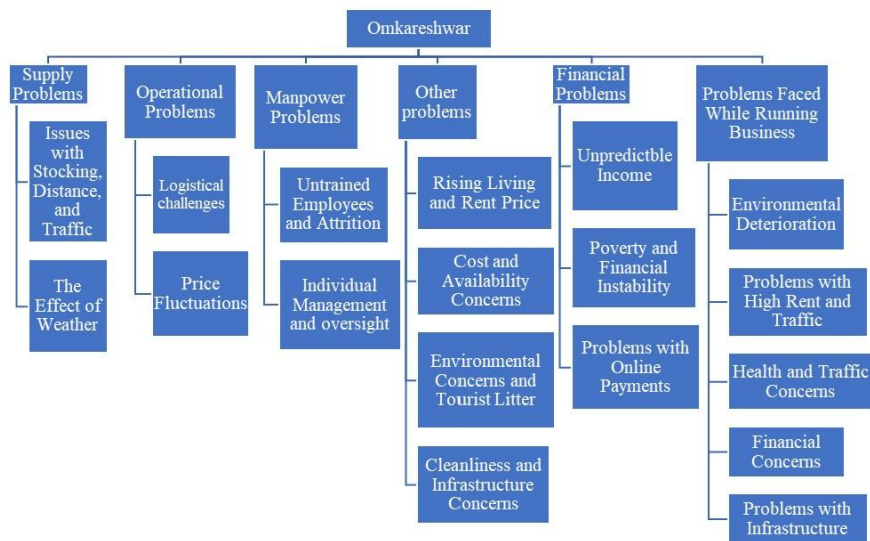 Omkareshwar
Supply
Problems
Issues with
Stocking,
Distance, and
Traffic
The
Effect of
Weather
Operational
Problems
Logistical
challenges
Price
Fluctuations
Manpower
Problems
Untrained
Employees
and Attrition
Individual
Management
and oversight
Other
problems
Rising Living
and Rent Price
Cost and
Availability
Concerns
Environmental
Concerns and
Tourist Litter
Cleanliness and
Infrastructure
Concerns
Financial
Problems
Unpredictble
Income
Poverty and
Financial
Instability
Problems with
Online
Payments
Problems Faced
While Running
Business
Environmental
Deterioration
Problems with
High Rent and
Traffic
Health and Traffic
Concerns
Financial
Concerns
Problems with
Infrastructure